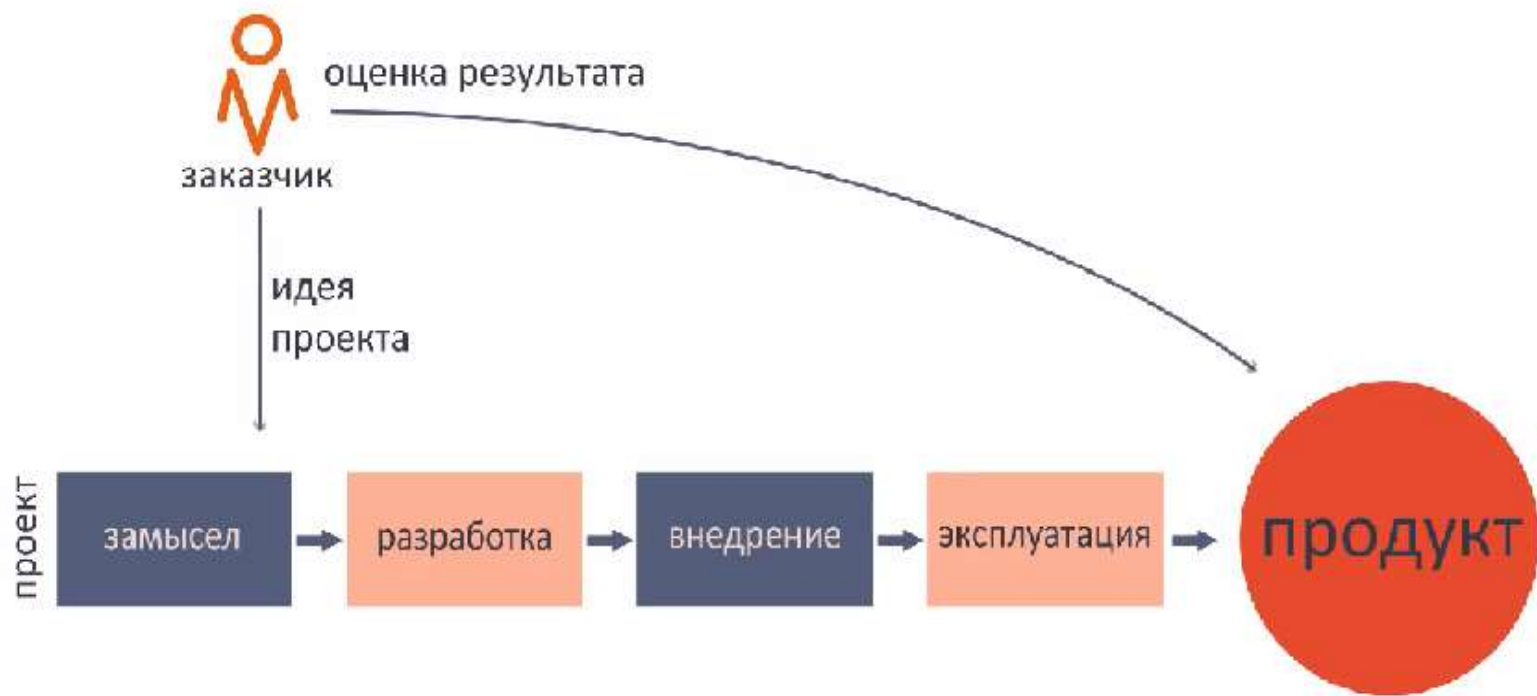 оценка результата
заказчик
идея
проекта
проект
замысел
разработка
внедрение
эксплуатация
продукт